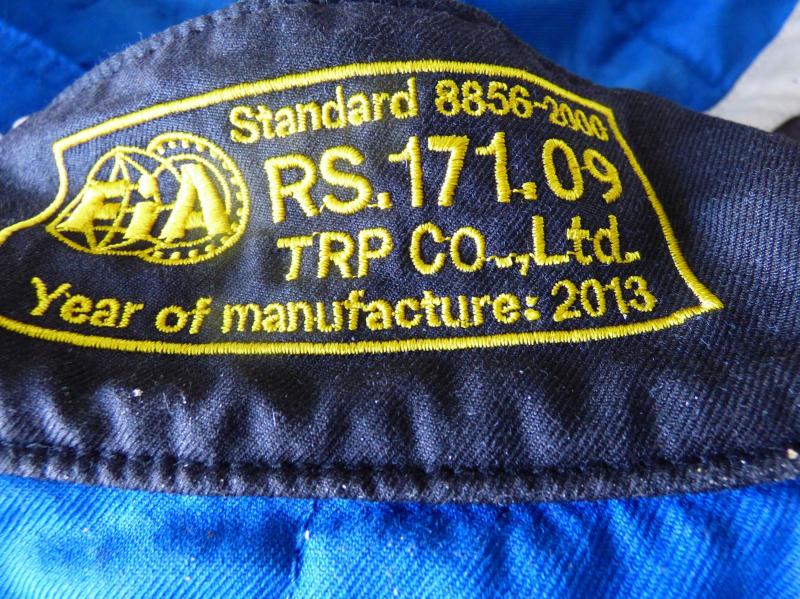 Standard 8856-2000
FIA
RS.171.09
TRP CO.,Ltd.
Year of manufacture: 2013